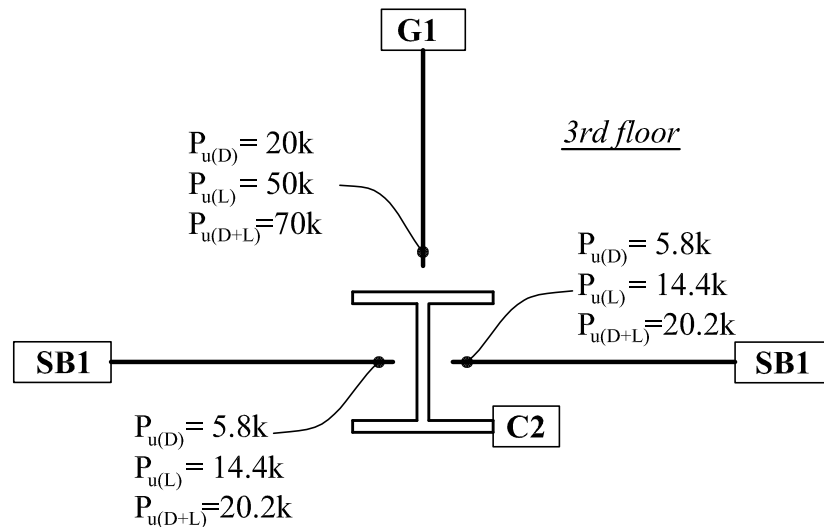 G1
3rd floor
P_u(D) = 20k
P_u(L) = 50k
P_u(D+L)=70k
P_u(D) = 5.8k
P_u(L) = 14.4k
P_u(D+L)=20.2k
SB1
SB1
C2
P_u(D) = 5.8k
P_u(L) = 14.4k
P_u(D+L)=20.2k